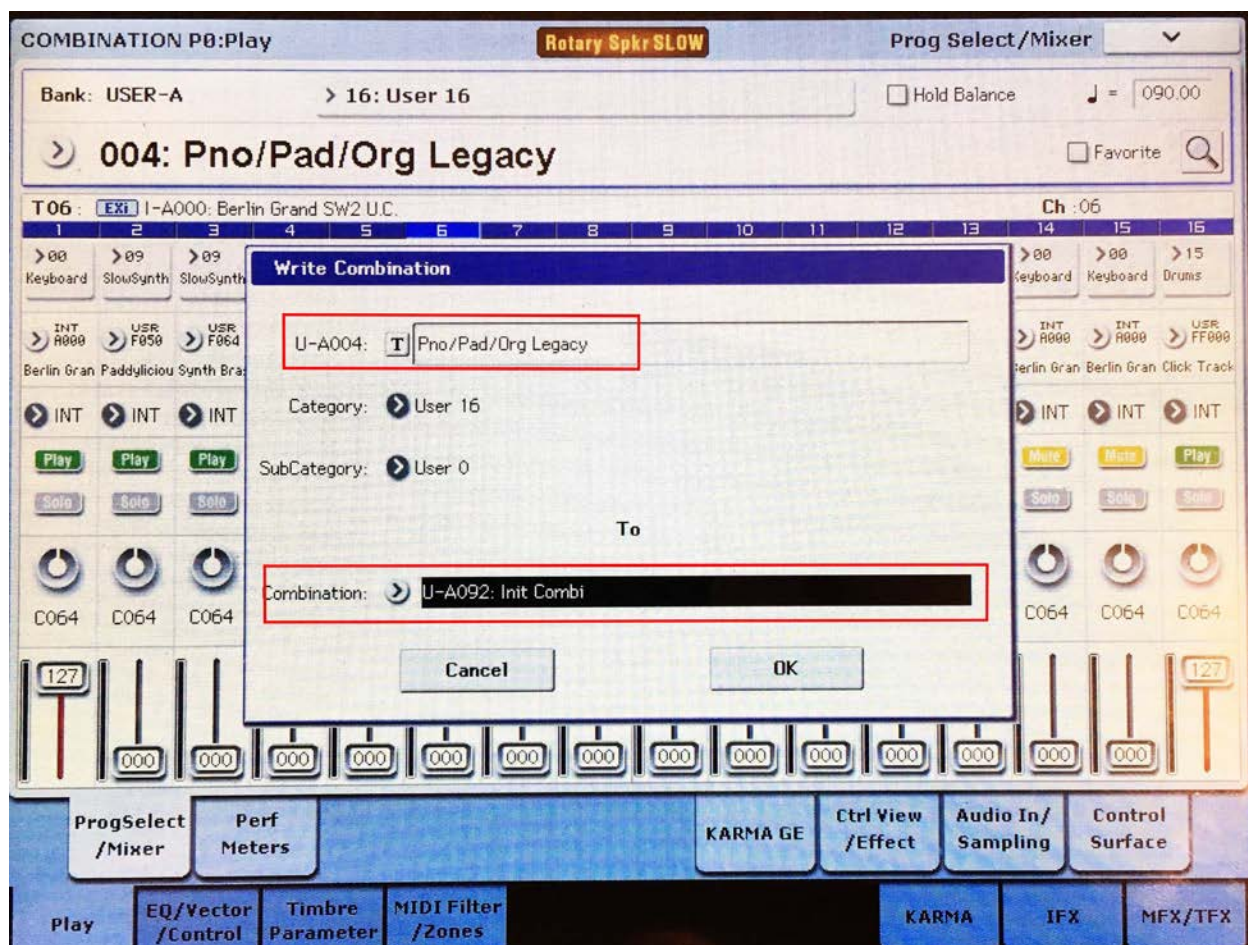 COMBINATION P0:Play Rotary Spkr SLOW Prog Select/Mixer
Bank: USER-A > 16: User 16 Hold Balance ♩ = 090.00
004: Pno/Pad/Org Legacy Favorite
T06 : EXi I-A000: Berlin Grand SW2 U.C. Ch :06
1 2 3 4 5 6 7 8 9 10 11 12 13 14 15 16
>00 >09 >09 >00 >00 >15
Keyboard SlowSynth SlowSynth Keyboard Keyboard Drums
Write Combination
INT A000 USR F050 USR F064 INT A000 INT A000 USR FF000
U-A004: T Pno/Pad/Org Legacy
Berlin Gran Paddyliciou Synth Bra Berlin Gran Click Track
INT INT INT INT INT INT
Category: User 16
Play Play Play Mute Mute Play
SubCategory: User 0
Solo Solo Solo Solo Solo Solo
To
Combination: U-A092: Init Combi
C064 C064 C064 C064 C064 C064
Cancel OK
127 127
000 000 000 000 000 000 000 000 000 000 000 000 000 000
ProgSelect /Mixer Perf Meters KARMA GE Ctrl View /Effect Audio In/ Sampling Control Surface
Play EQ/Vector /Control Timbre Parameter MIDI Filter /Zones KARMA IFX MFX/TFX